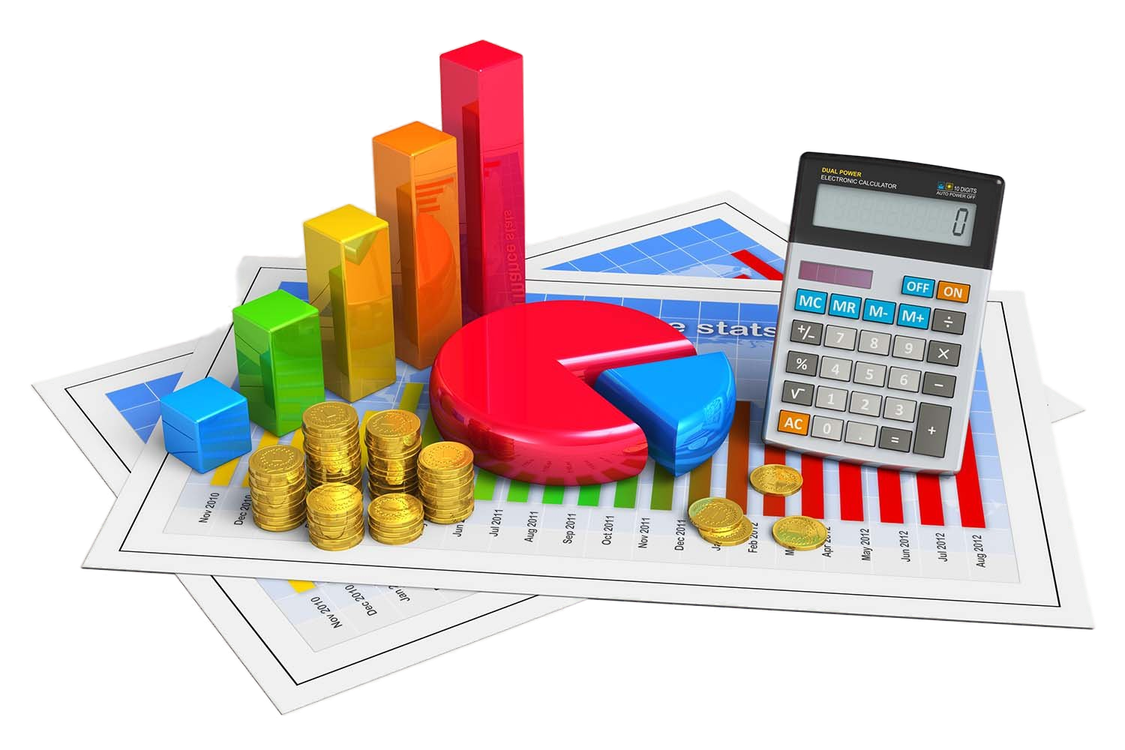 DUAL POWER
ELECTRONIC CALCULATOR
10 DIGITS
AUTO POWER OFF
0
OFF ON
MC MR M- M+ ÷
+/- 7 8 9 ×
% 4 5 6 −
√ 1 2 3 +
AC 0 . =
e stats
nance stats
Nov 2010
Dec 2010
Jun
Jul 2011
Aug 2011
Sep 2011
Oct 2011
Nov 2011
Dec 2011
Feb 2012
Apr 2012
May 2012
Jun 2012
Jul 2012
Aug 2012
Nov 2010
Dec 2010
Jan 2